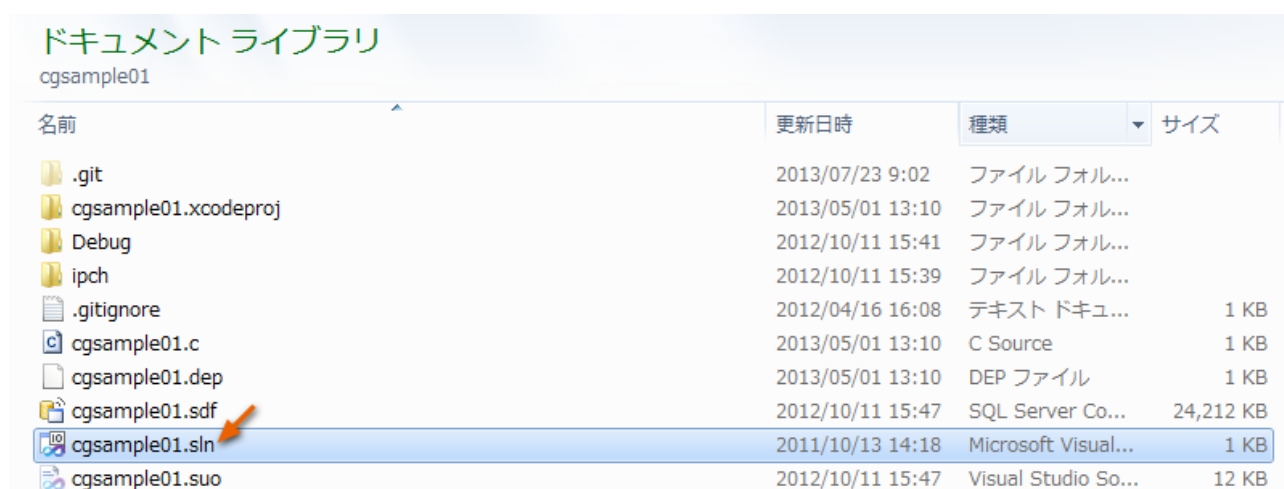 ドキュメント ライブラリ
cgsample01
名前 更新日時 種類 サイズ
.git 2013/07/23 9:02 ファイル フォル...
cgsample01.xcodeproj 2013/05/01 13:10 ファイル フォル...
Debug 2012/10/11 15:41 ファイル フォル...
ipch 2012/10/11 15:39 ファイル フォル...
.gitignore 2012/04/16 16:08 テキスト ドキュ... 1 KB
cgsample01.c 2013/05/01 13:10 C Source 1 KB
cgsample01.dep 2013/05/01 13:10 DEP ファイル 1 KB
cgsample01.sdf 2012/10/11 15:47 SQL Server Co... 24,212 KB
cgsample01.sln 2011/10/13 14:18 Microsoft Visual... 1 KB
cgsample01.suo 2012/10/11 15:47 Visual Studio So... 12 KB